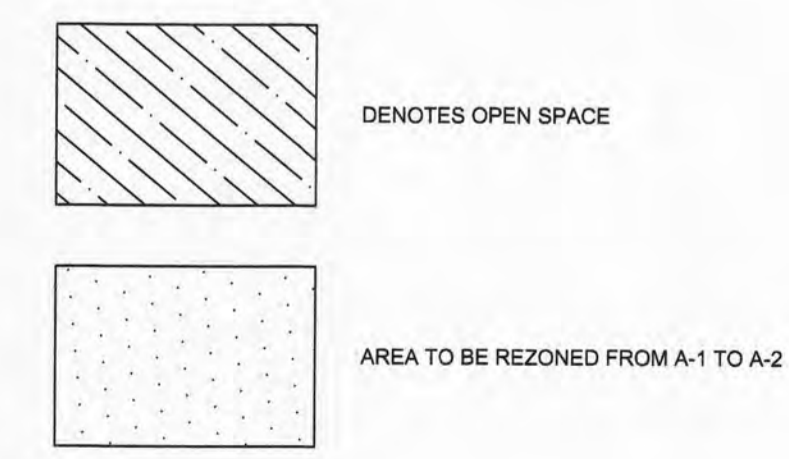 DENOTES OPEN SPACE
AREA TO BE REZONED FROM A-1 TO A-2